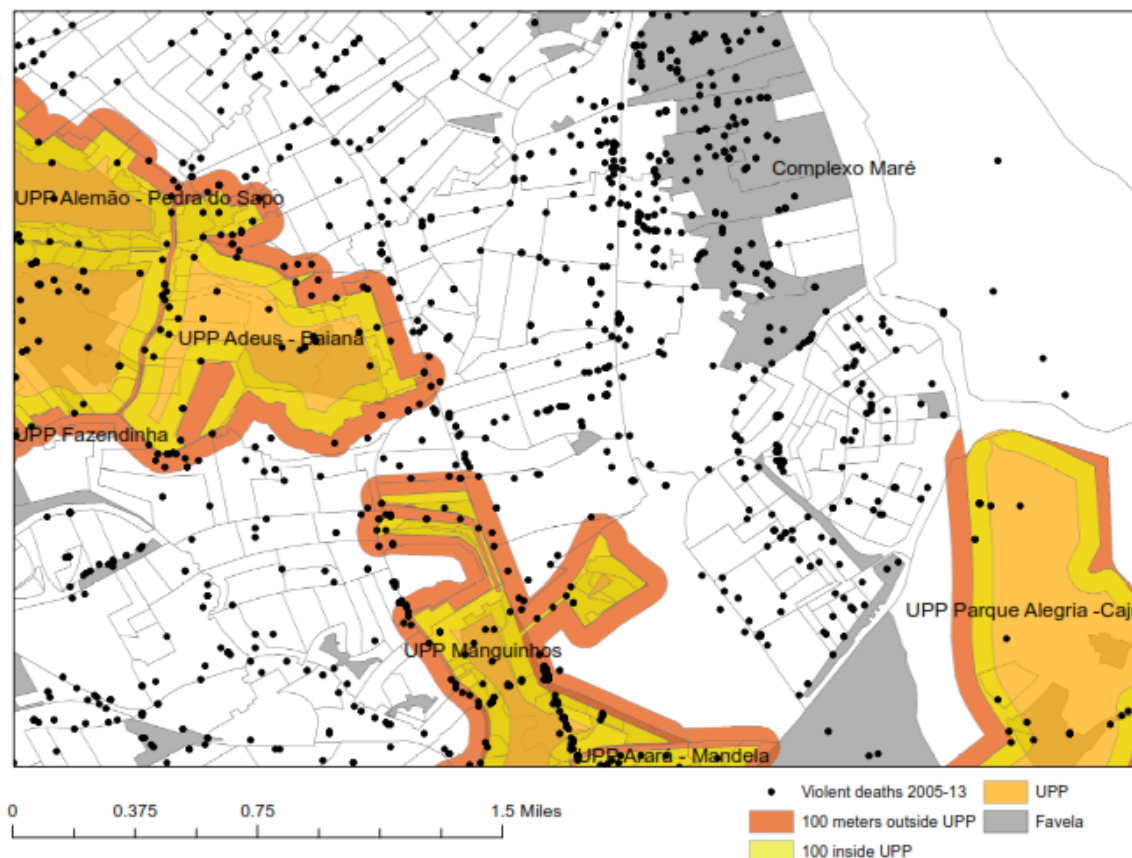 Complexo Maré
UPP Alemão - Pedra do Sapo
UPP Adeus - Baiana
UPP Fazendinha
UPP Parque Alegria -Caju
UPP Manguinhos
UPP Arará - Mandela
0 0.375 0.75 1.5 Miles
Violent deaths 2005-13
UPP
100 meters outside UPP
Favela
100 inside UPP